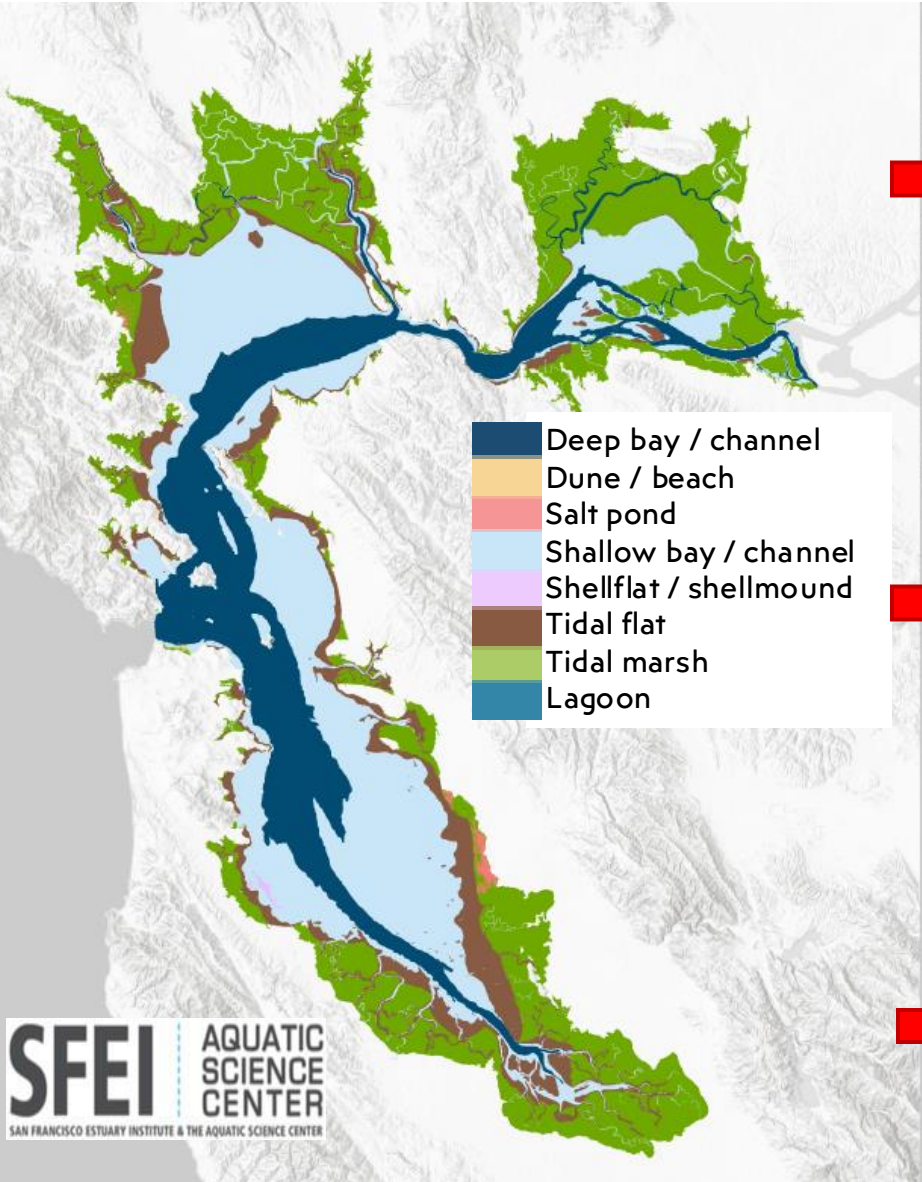 Deep bay / channel
Dune / beach
Salt pond
Shallow bay / channel
Shellflat / shellmound
Tidal flat
Tidal marsh
Lagoon
SFEI
AQUATIC
SCIENCE
CENTER
SAN FRANCISCO ESTUARY INSTITUTE & THE AQUATIC SCIENCE CENTER